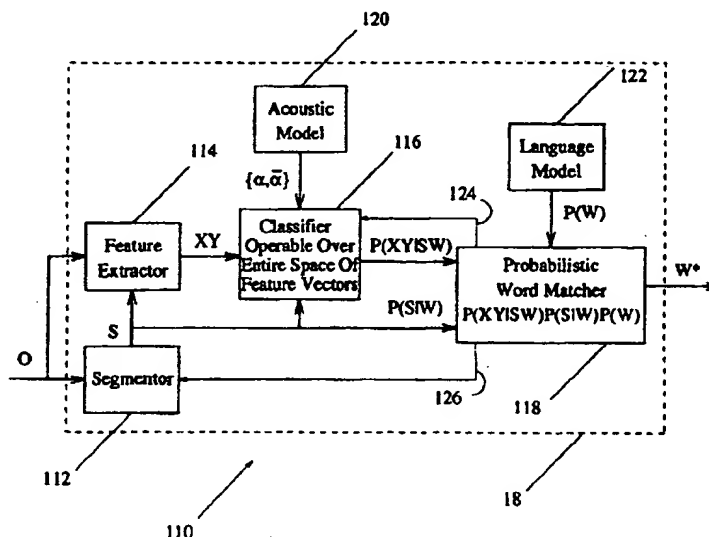 120
122
Acoustic
Model
Language
Model
114
116
{α,ᾱ}
124
P(W)
Feature
Extractor
XY
Classifier
Operable Over
Entire Space Of
Feature Vectors
P(XY|SW)
Probabilistic
Word Matcher
P(XY|SW)P(S|W)P(W)
W*
S
P(S|W)
O
Segmentor
126
118
112
18
110